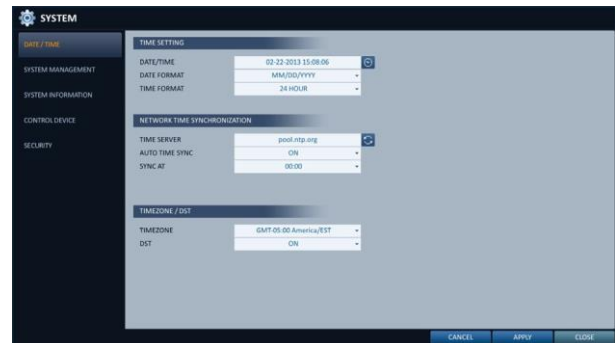 SYSTEM
DATE / TIME
SYSTEM MANAGEMENT
SYSTEM INFORMATION
CONTROL DEVICE
SECURITY
TIME SETTING
DATE/TIME 02-22-2013 15:08:06
DATE FORMAT MM/DD/YYYY
TIME FORMAT 24 HOUR
NETWORK TIME SYNCHRONIZATION
TIME SERVER pool.ntp.org
AUTO TIME SYNC ON
SYNC AT 00:00
TIMEZONE / DST
TIMEZONE GMT-05:00 America/EST
DST ON
CANCEL APPLY CLOSE